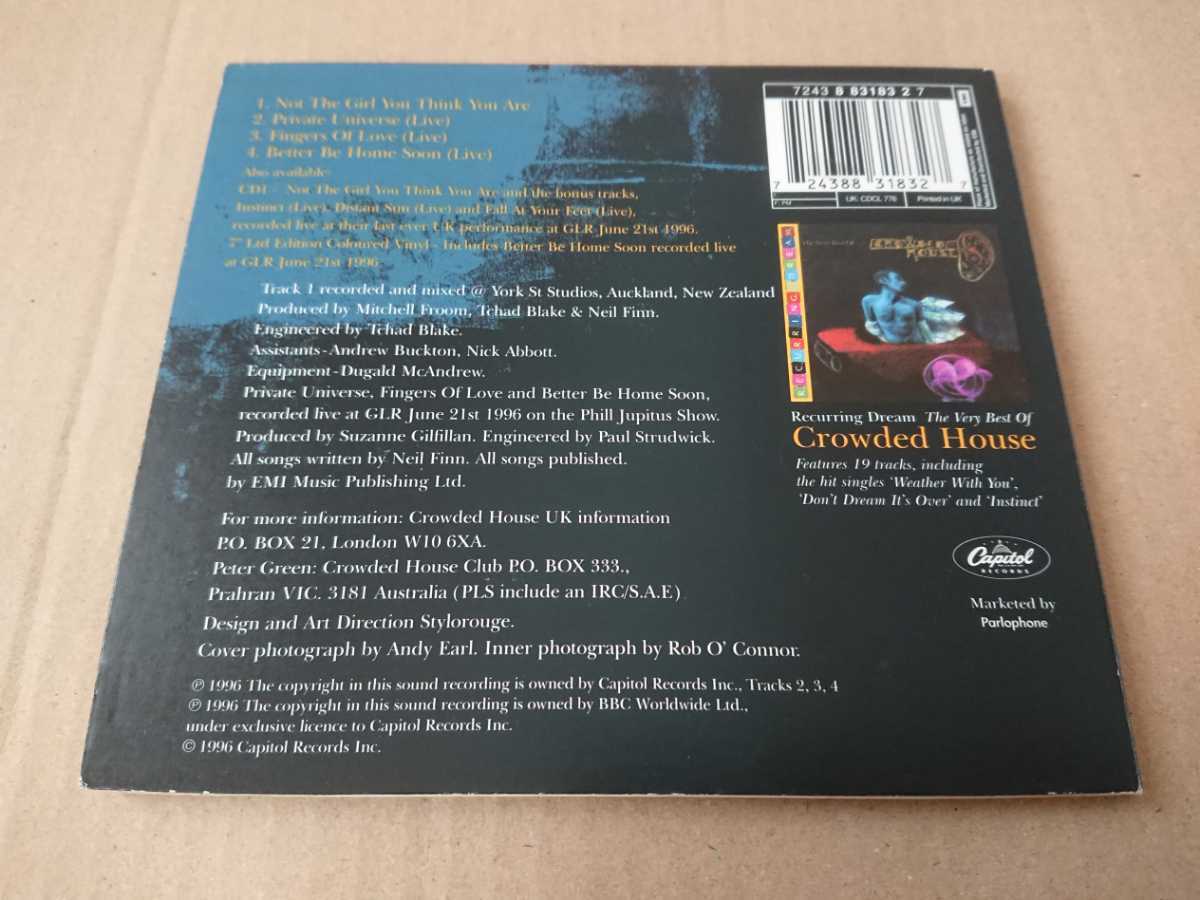 1. Not The Girl You Think You Are
2. Private Universe (Live)
3. Fingers Of Love (Live)
4. Better Be Home Soon (Live)
Also available:
CD1 - Not The Girl You Think You Are and the bonus tracks,
Instinct (Live), Distant Sun (Live) and Fall At Your Feet (Live),
recorded live at their last ever UK performance at GLR June 21st 1996.
7" Ltd Edition Coloured Vinyl - Includes Better Be Home Soon recorded live
at GLR June 21st 1996
Track 1 recorded and mixed @ York St Studios, Auckland, New Zealand
Produced by Mitchell Froom, Tchad Blake & Neil Finn.
Engineered by Tchad Blake.
Assistants-Andrew Buckton, Nick Abbott.
Equipment-Dugald McAndrew.
Private Universe, Fingers Of Love and Better Be Home Soon,
recorded live at GLR June 21st 1996 on the Phill Jupitus Show.
Produced by Suzanne Gilfillan. Engineered by Paul Strudwick.
All songs written by Neil Finn. All songs published.
by EMI Music Publishing Ltd.
For more information: Crowded House UK information
P.O. BOX 21, London W10 6XA.
Peter Green: Crowded House Club P.O. BOX 333.,
Prahran VIC. 3181 Australia (PLS include an IRC/S.A.E)
Design and Art Direction Stylorouge.
Cover photograph by Andy Earl. Inner photograph by Rob O' Connor.
℗ 1996 The copyright in this sound recording is owned by Capitol Records Inc., Tracks 2, 3, 4
℗ 1996 The copyright in this sound recording is owned by BBC Worldwide Ltd.,
under exclusive licence to Capitol Records Inc.
© 1996 Capitol Records Inc.
7243 8 83183 2 7
7 24388 31832 7
UK: CDCL 776
Printed in UK
EMI
RECURRING DREAM
CROWDED HOUSE
Recurring Dream The Very Best Of
Crowded House
Features 19 tracks, including
the hit singles 'Weather With You',
'Don't Dream It's Over' and 'Instinct'
Capitol
RECORDS
Marketed by
Parlophone